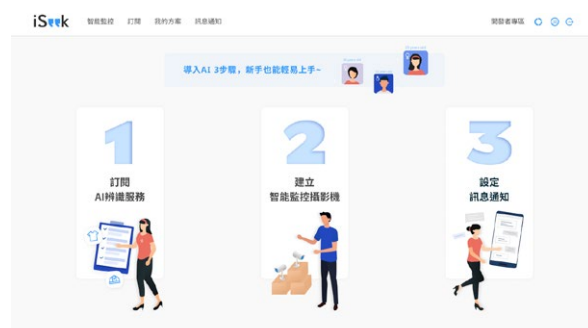 iSeek
智能監控 訂閱 我的方案 訊息通知
開發者專區
導入AI 3步驟，新手也能輕易上手~
1
訂閱
AI辨識服務
2
建立
智能監控攝影機
3
設定
訊息通知